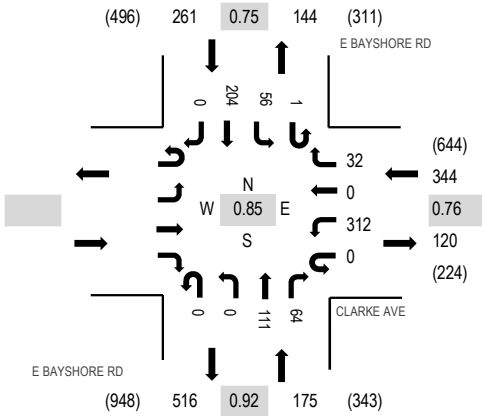 (496) 261 0.75 144 (311)
E BAYSHORE RD
0 204 56 1
(644)
32
344
N
0
W 0.85 E
0.76
312
S
120
0
(224)
0 0 111 64
CLARKE AVE
E BAYSHORE RD
(948) 516 0.92 175 (343)